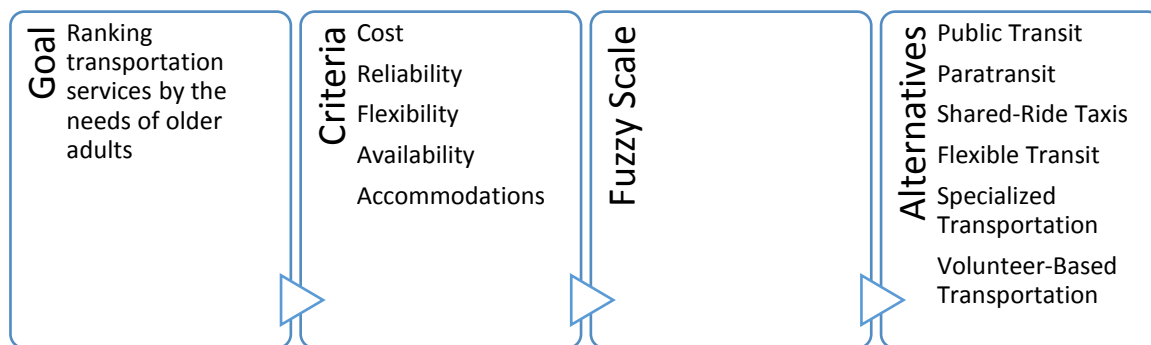 Goal
Ranking
transportation
services by the
needs of older
adults
Criteria
Cost
Reliability
Flexibility
Availability
Accommodations
Fuzzy Scale
Alternatives
Public Transit
Paratransit
Shared-Ride Taxis
Flexible Transit
Specialized
Transportation
Volunteer-Based
Transportation